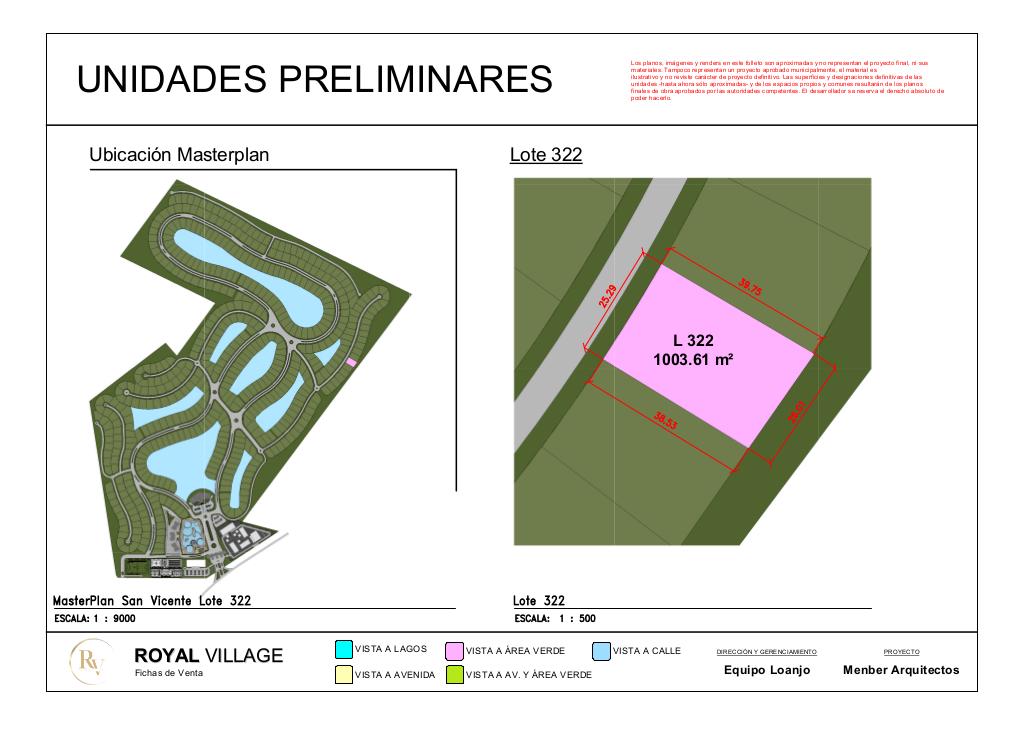 UNIDADES PRELIMINARES
Los planos, imágenes y renders en este folleto son aproximadas y no representan el proyecto final, ni sus
materiales. Tampoco representan un proyecto aprobado municipalmente, el material es
ilustrativo y no reviste carácter de proyecto definitivo. Las superficies y designaciones definitivas de las
unidades -hasta ahora sólo aproximadas- y de los espacios propios y comunes resultarán de los planos
finales de obra aprobados por las autoridades competentes. El desarrollador se reserva el derecho absoluto de
poder hacerlo.
Ubicación Masterplan
Lote 322
25.29
39.75
L 322
1003.61 m²
38.53
MasterPlan San Vicente Lote 322
ESCALA: 1 : 9000
Lote 322
ESCALA: 1 : 500
RV
ROYAL VILLAGE
Fichas de Venta
VISTA A LAGOS
VISTA A ÁREA VERDE
VISTA A CALLE
VISTA A AVENIDA
VISTA A AV. Y ÁREA VERDE
DIRECCIÓN Y GERENCIAMIENTO
Equipo Loanjo
PROYECTO
Menber Arquitectos